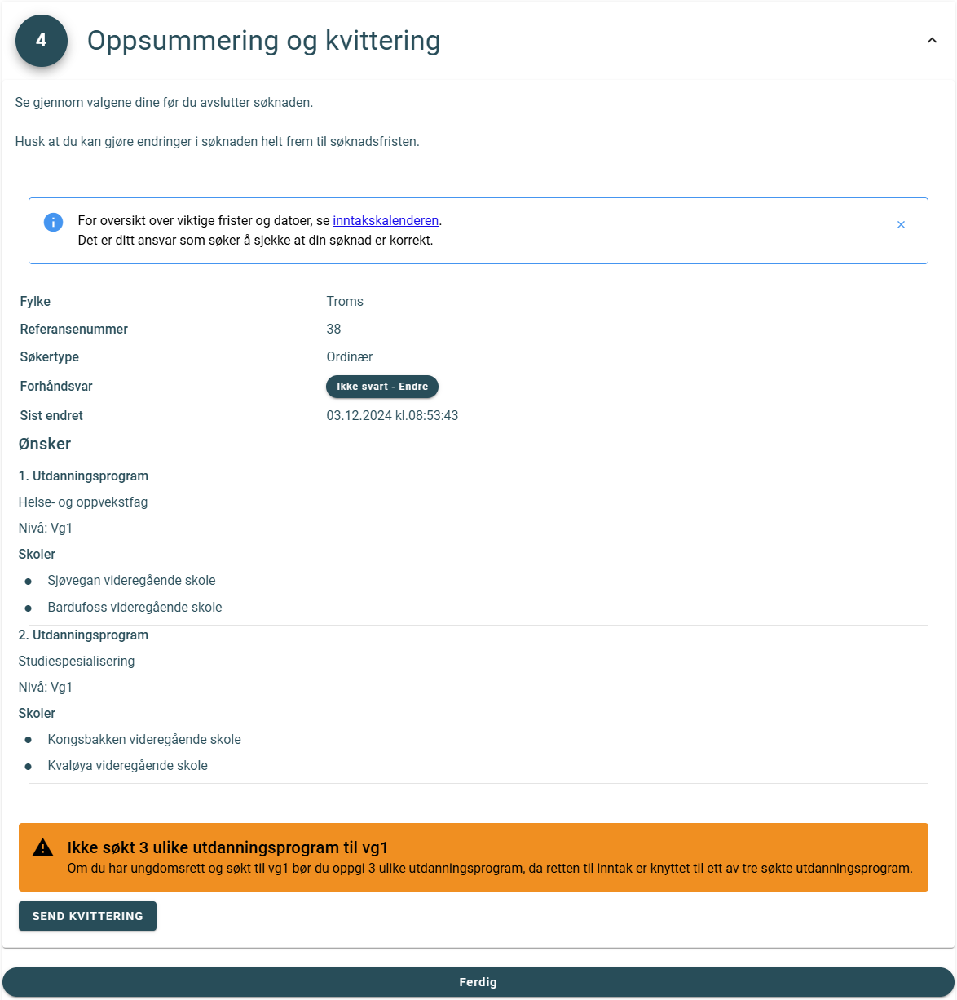 4
Oppsummering og kvittering
Se gjennom valgene dine før du avslutter søknaden.
Husk at du kan gjøre endringer i søknaden helt frem til søknadsfristen.
For oversikt over viktige frister og datoer, se inntakskalenderen.
Det er ditt ansvar som søker å sjekke at din søknad er korrekt.
Fylke Troms
Referansenummer 38
Søkertype Ordinær
Forhåndsvar Ikke svart - Endre
Sist endret 03.12.2024 kl.08:53:43
Ønsker
1. Utdanningsprogram
Helse- og oppvekstfag
Nivå: Vg1
Skoler
Sjøvegan videregående skole
Bardufoss videregående skole
2. Utdanningsprogram
Studiespesialisering
Nivå: Vg1
Skoler
Kongsbakken videregående skole
Kvaløya videregående skole
Ikke søkt 3 ulike utdanningsprogram til vg1
Om du har ungdomsrett og søkt til vg1 bør du oppgi 3 ulike utdanningsprogram, da retten til inntak er knyttet til ett av tre søkte utdanningsprogram.
SEND KVITTERING
Ferdig